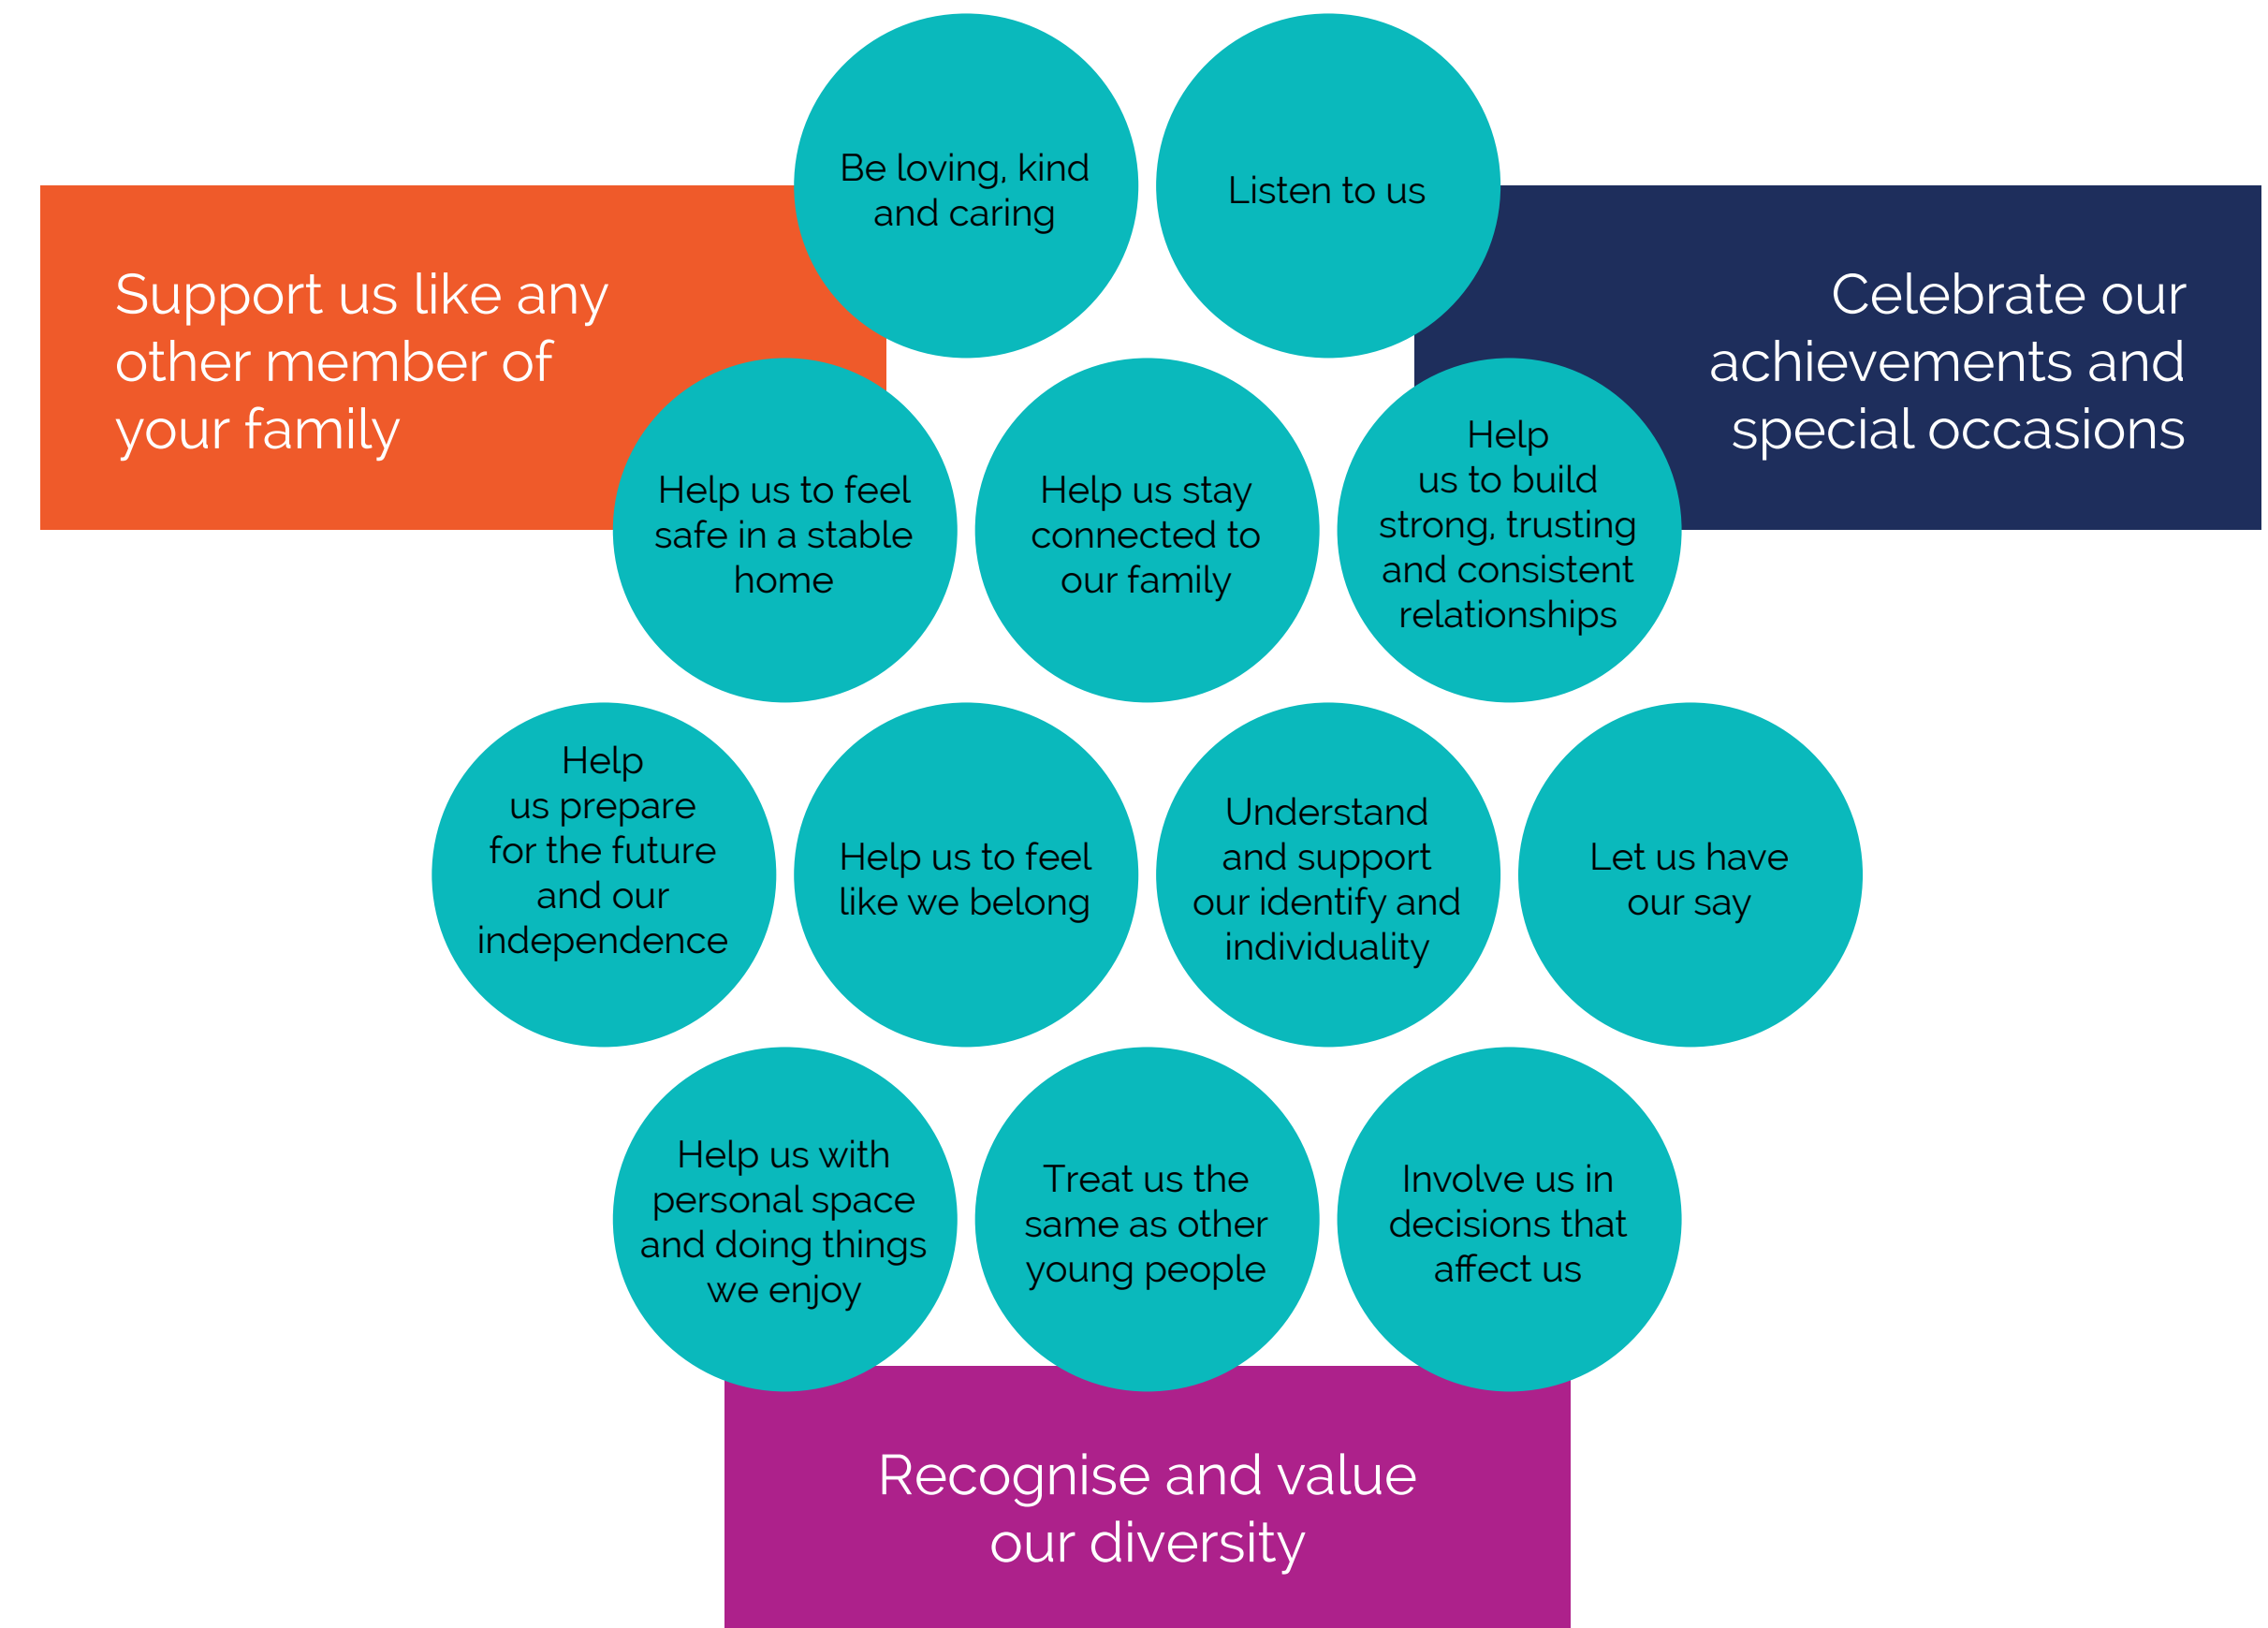 Be loving, kind
and caring
Listen to us
Support us like any
other member of
your family
Celebrate our
achievements and
special occasions
Help us to feel
safe in a stable
home
Help us stay
connected to
our family
Help
us to build
strong, trusting
and consistent
relationships
Help
us prepare
for the future
and our
independence
Help us to feel
like we belong
Understand
and support
our identify and
individuality
Let us have
our say
Help us with
personal space
and doing things
we enjoy
Treat us the
same as other
young people
Involve us in
decisions that
affect us
Recognise and value
our diversity